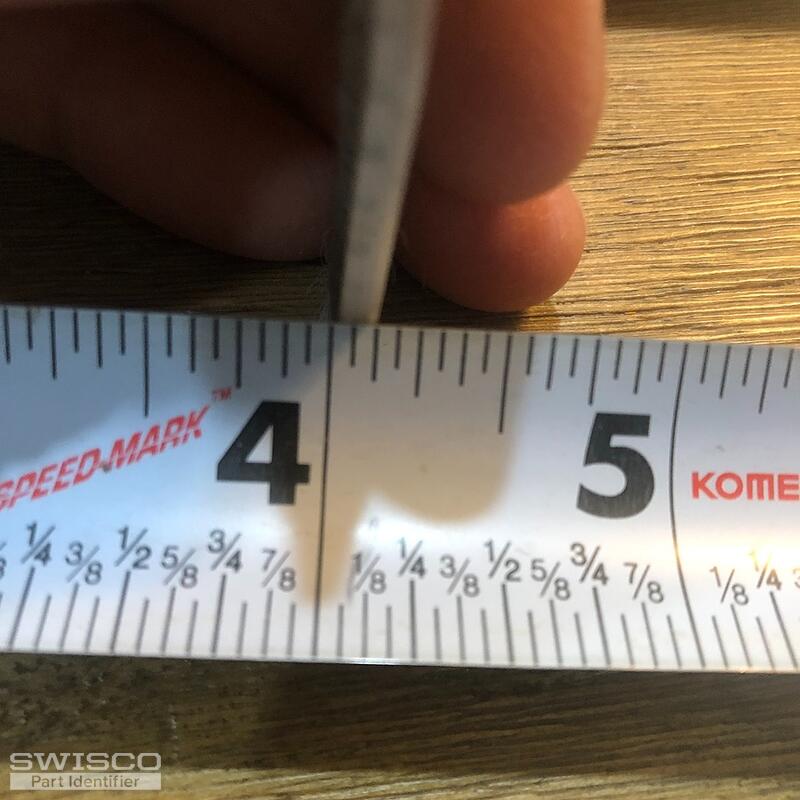 SPEED-MARK™
4
5
KOME
1/4 3/8 1/2 5/8 3/4 7/8 1/8 1/4 3/8 1/2 5/8 3/4 7/8 1/8 1/4
SWISCO
Part Identifier